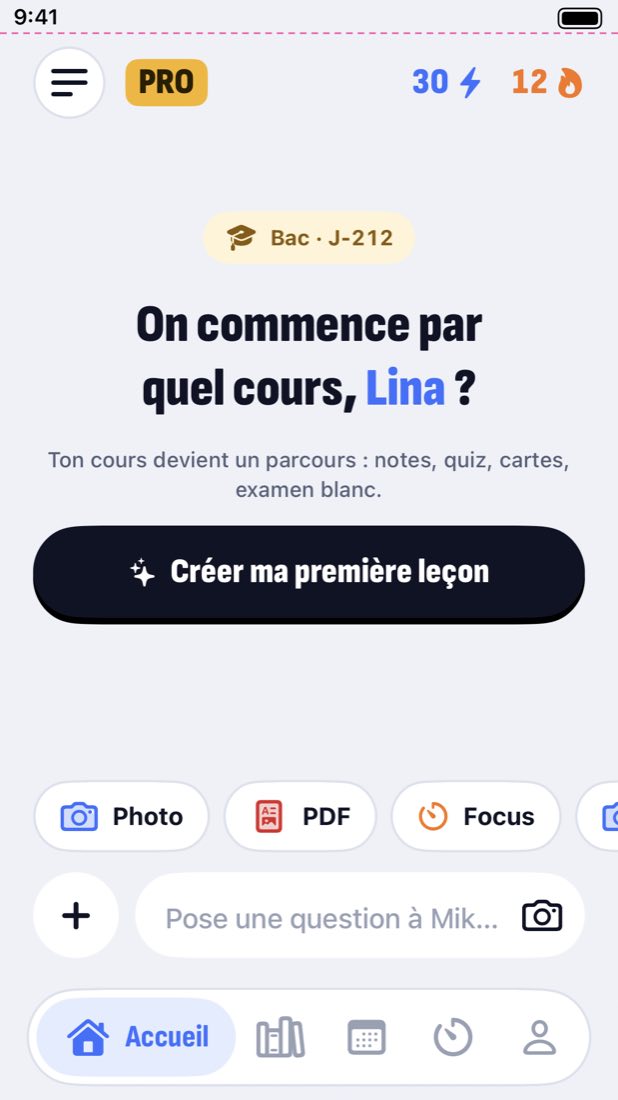 9:41
PRO
30
12
Bac · J-212
On commence par
quel cours, Lina ?
Ton cours devient un parcours : notes, quiz, cartes,
examen blanc.
Créer ma première leçon
Photo
PDF
Focus
Pose une question à Mik...
Accueil